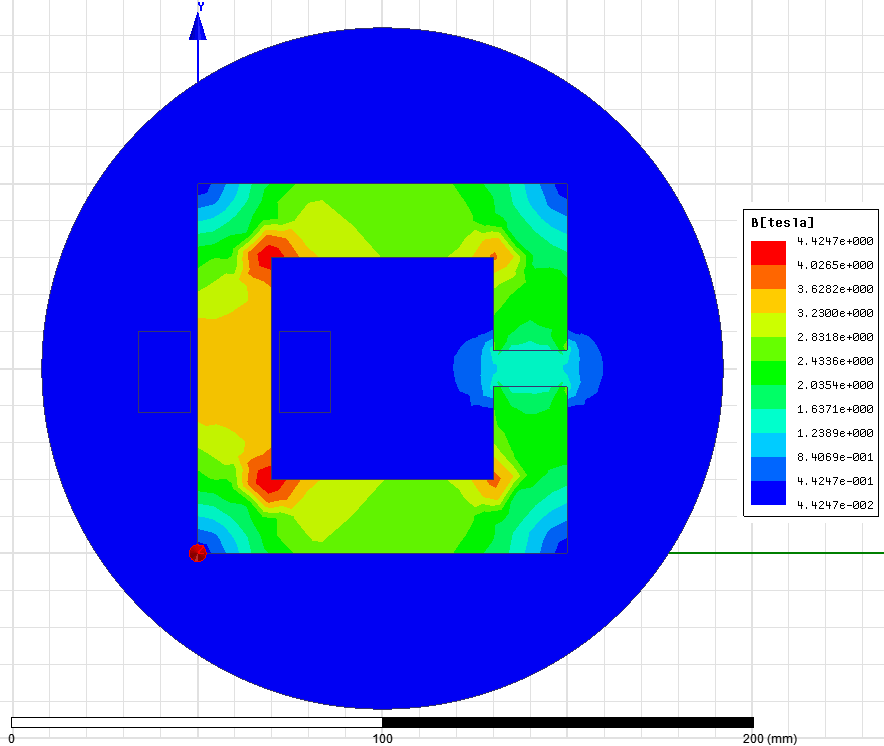 Y
B[tesla]
4.4247e+000
4.0265e+000
3.6282e+000
3.2300e+000
2.8318e+000
2.4336e+000
2.0354e+000
1.6371e+000
1.2389e+000
8.4069e-001
4.4247e-001
4.4247e-002
0 100 200 (mm)